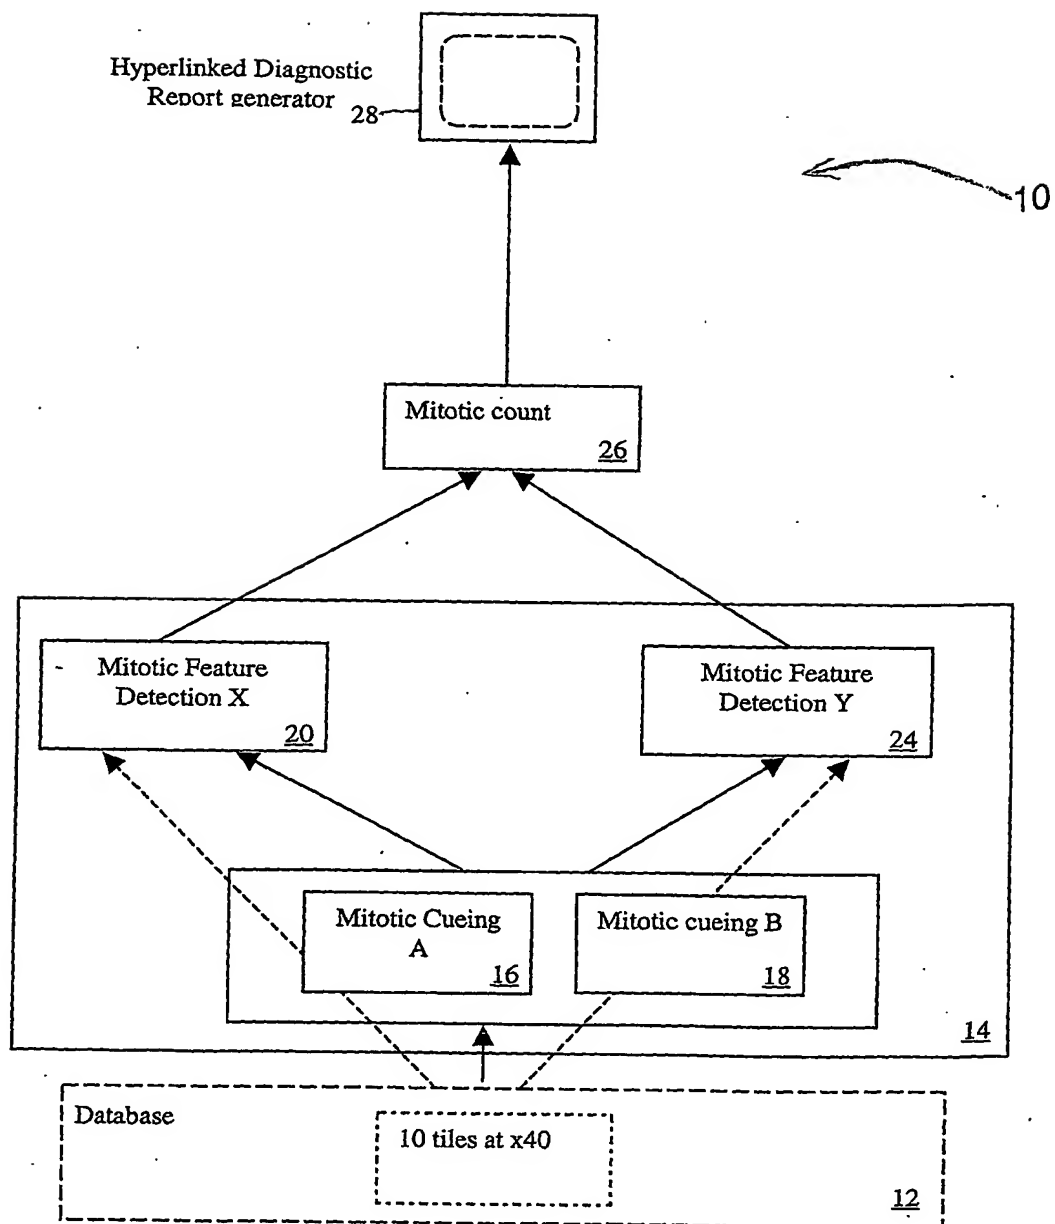 Hyperlinked Diagnostic
Report generator
28
10
Mitotic count
26
Mitotic Feature
Detection X
20
Mitotic Feature
Detection Y
24
Mitotic Cueing
A
16
Mitotic cueing B
18
14
Database
10 tiles at x40
12